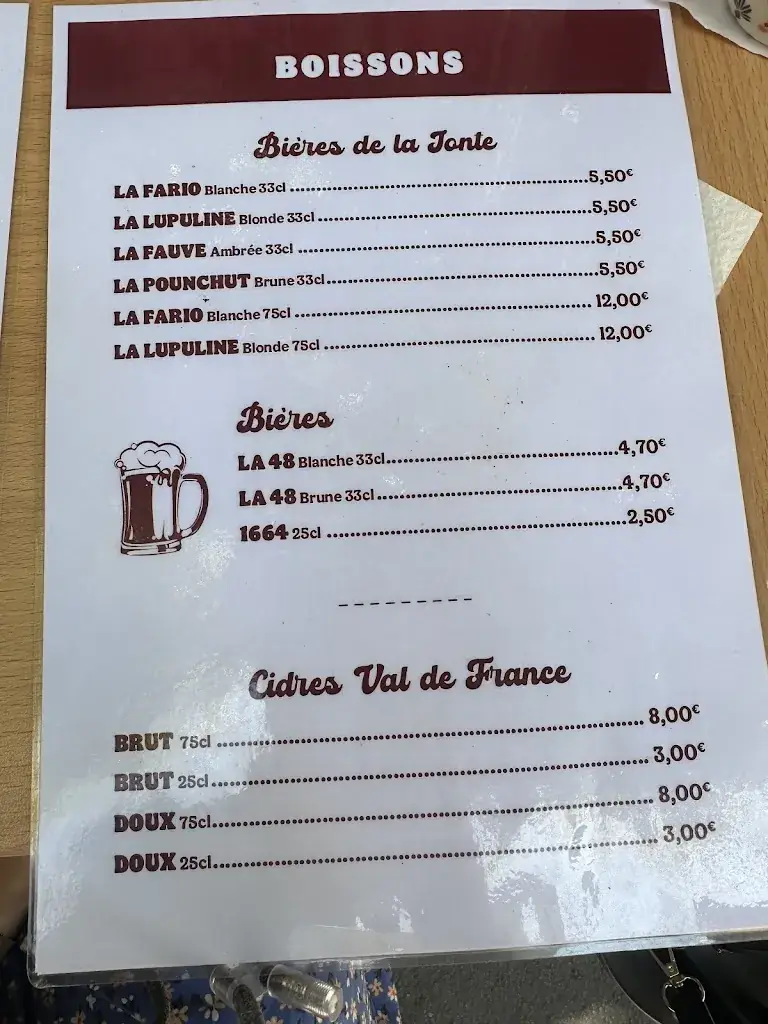 BOISSONS
Bières de la Jonte
LA FARIO Blanche 33cl ........................................................5,50€
LA LUPULINE Blonde 33cl ..................................................5,50€
LA FAUVE Ambrée 33cl .......................................................5,50€
LA POUNCHUT Brune 33cl..................................................5,50€
LA FARIO Blanche 75cl ....................................................... 12,00€
LA LUPULINE Blonde 75cl .................................................. 12,00€
Bières
LA 48 Blanche 33cl...........................................4,70€
LA 48 Brune 33cl.............................................4,70€
1664 25cl .......................................................2,50€
---------
Cidres Val de France
BRUT 75cl ........................................................................ 8,00€
BRUT 25cl........................................................................ 3,00€
DOUX 75cl........................................................................ 8,00€
DOUX 25cl........................................................................ 3,00€